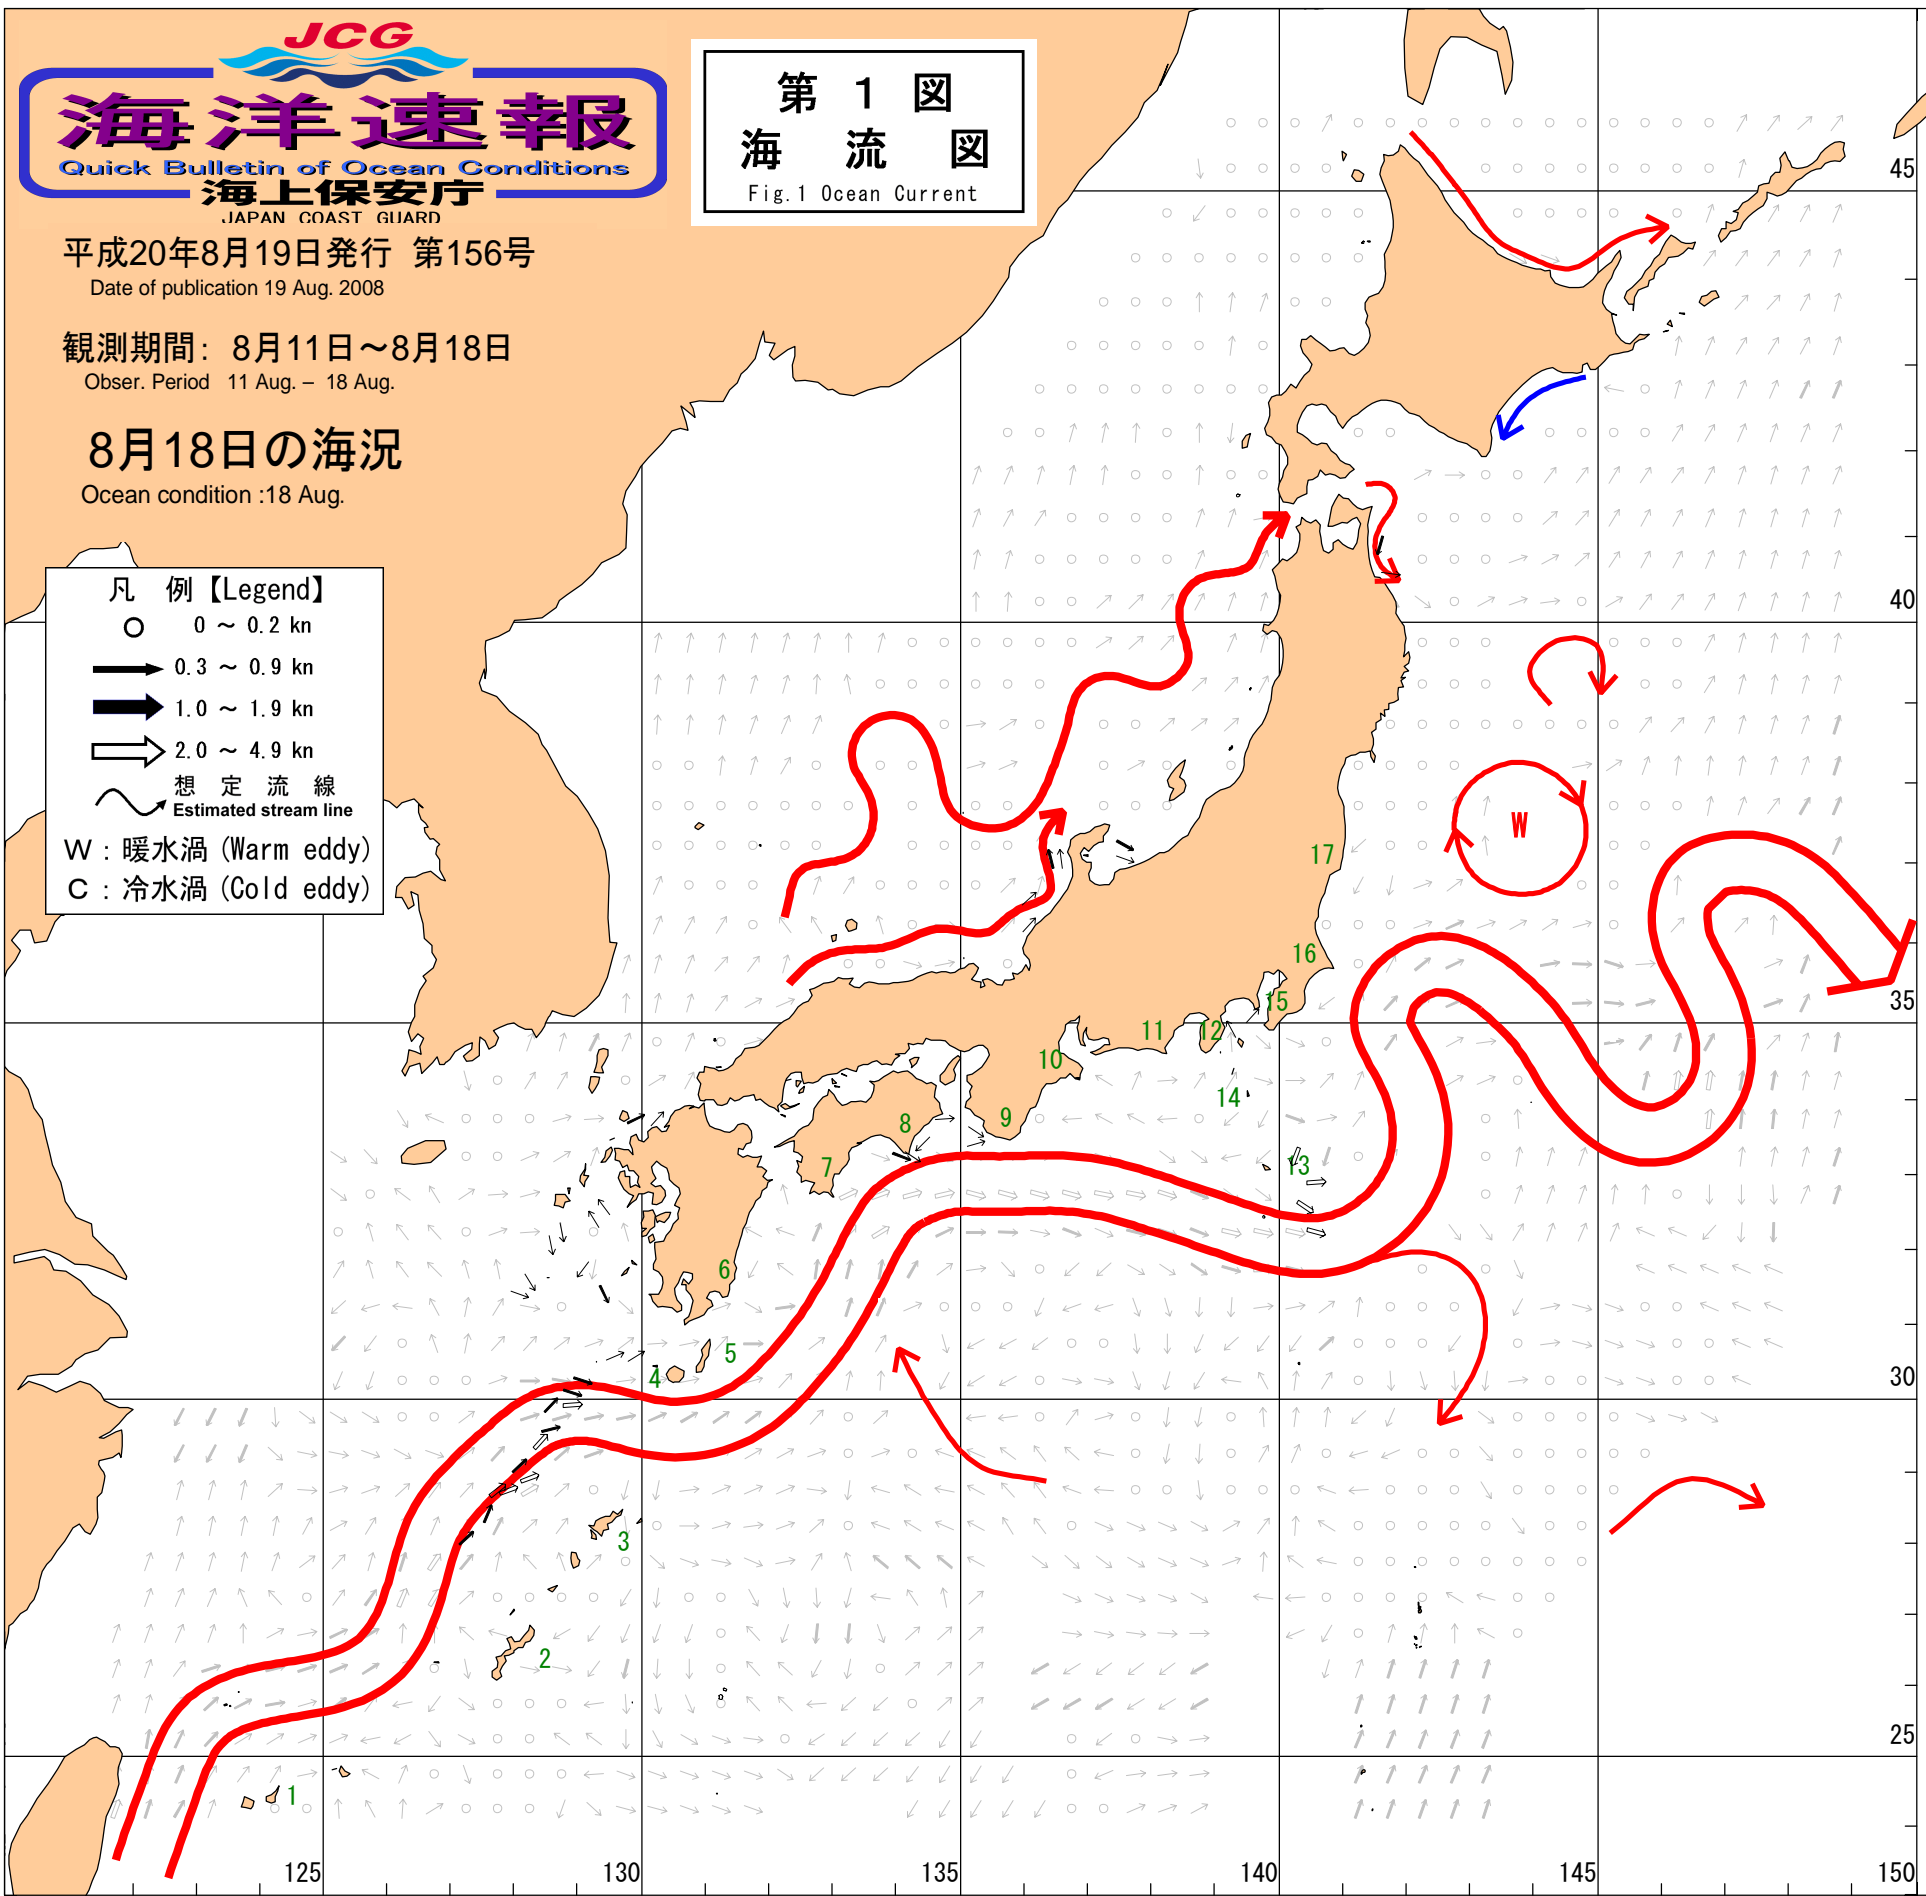 JCG
海洋速報
Quick Bulletin of Ocean Conditions
海上保安庁
JAPAN COAST GUARD
平成20年8月19日発行 第156号
Date of publication 19 Aug. 2008
観測期間: 8月11日～8月18日
Obser. Period 11 Aug. – 18 Aug.
8月18日の海況
Ocean condition :18 Aug.
第 1 図
海 流 図
Fig.1 Ocean Current
凡 例【Legend】
0 ～ 0.2 kn
0.3 ～ 0.9 kn
1.0 ～ 1.9 kn
2.0 ～ 4.9 kn
想 定 流 線
Estimated stream line
W : 暖水渦 (Warm eddy)
C : 冷水渦 (Cold eddy)
45
40
W
17
16
35
15
12
11
10
14
9
8
13
7
6
5
4
30
3
2
25
1
125
130
135
140
145
150